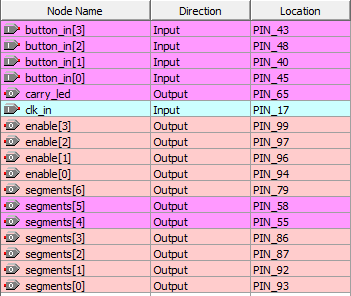 Node Name Direction Location
button_in[3] Input PIN_43
button_in[2] Input PIN_48
button_in[1] Input PIN_40
button_in[0] Input PIN_45
carry_led Output PIN_65
clk_in Input PIN_17
enable[3] Output PIN_99
enable[2] Output PIN_97
enable[1] Output PIN_96
enable[0] Output PIN_94
segments[6] Output PIN_79
segments[5] Output PIN_58
segments[4] Output PIN_55
segments[3] Output PIN_86
segments[2] Output PIN_87
segments[1] Output PIN_92
segments[0] Output PIN_93